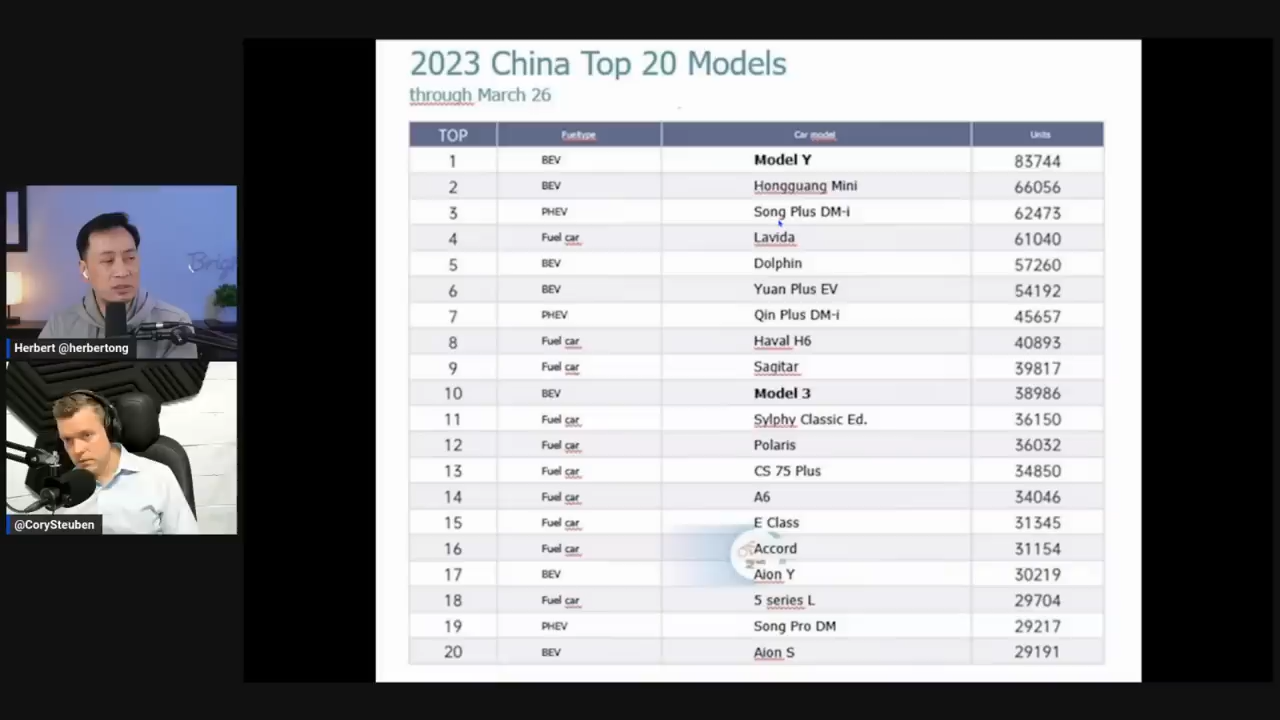 2023 China Top 20 Models
through March 26
TOP Fueltype Car model Units
1 BEV Model Y 83744
2 BEV Hongguang Mini 66056
3 PHEV Song Plus DM-i 62473
4 Fuel car Lavida 61040
5 BEV Dolphin 57260
6 BEV Yuan Plus EV 54192
7 PHEV Qin Plus DM-i 45657
8 Fuel car Haval H6 40893
9 Fuel car Sagitar 39817
10 BEV Model 3 38986
11 Fuel car Sylphy Classic Ed. 36150
12 Fuel car Polaris 36032
13 Fuel car CS 75 Plus 34850
14 Fuel car A6 34046
15 Fuel car E Class 31345
16 Fuel car Accord 31154
17 BEV Aion Y 30219
18 Fuel car 5 series L 29704
19 PHEV Song Pro DM 29217
20 BEV Aion S 29191
Herbert @herbertong
@CorySteuben